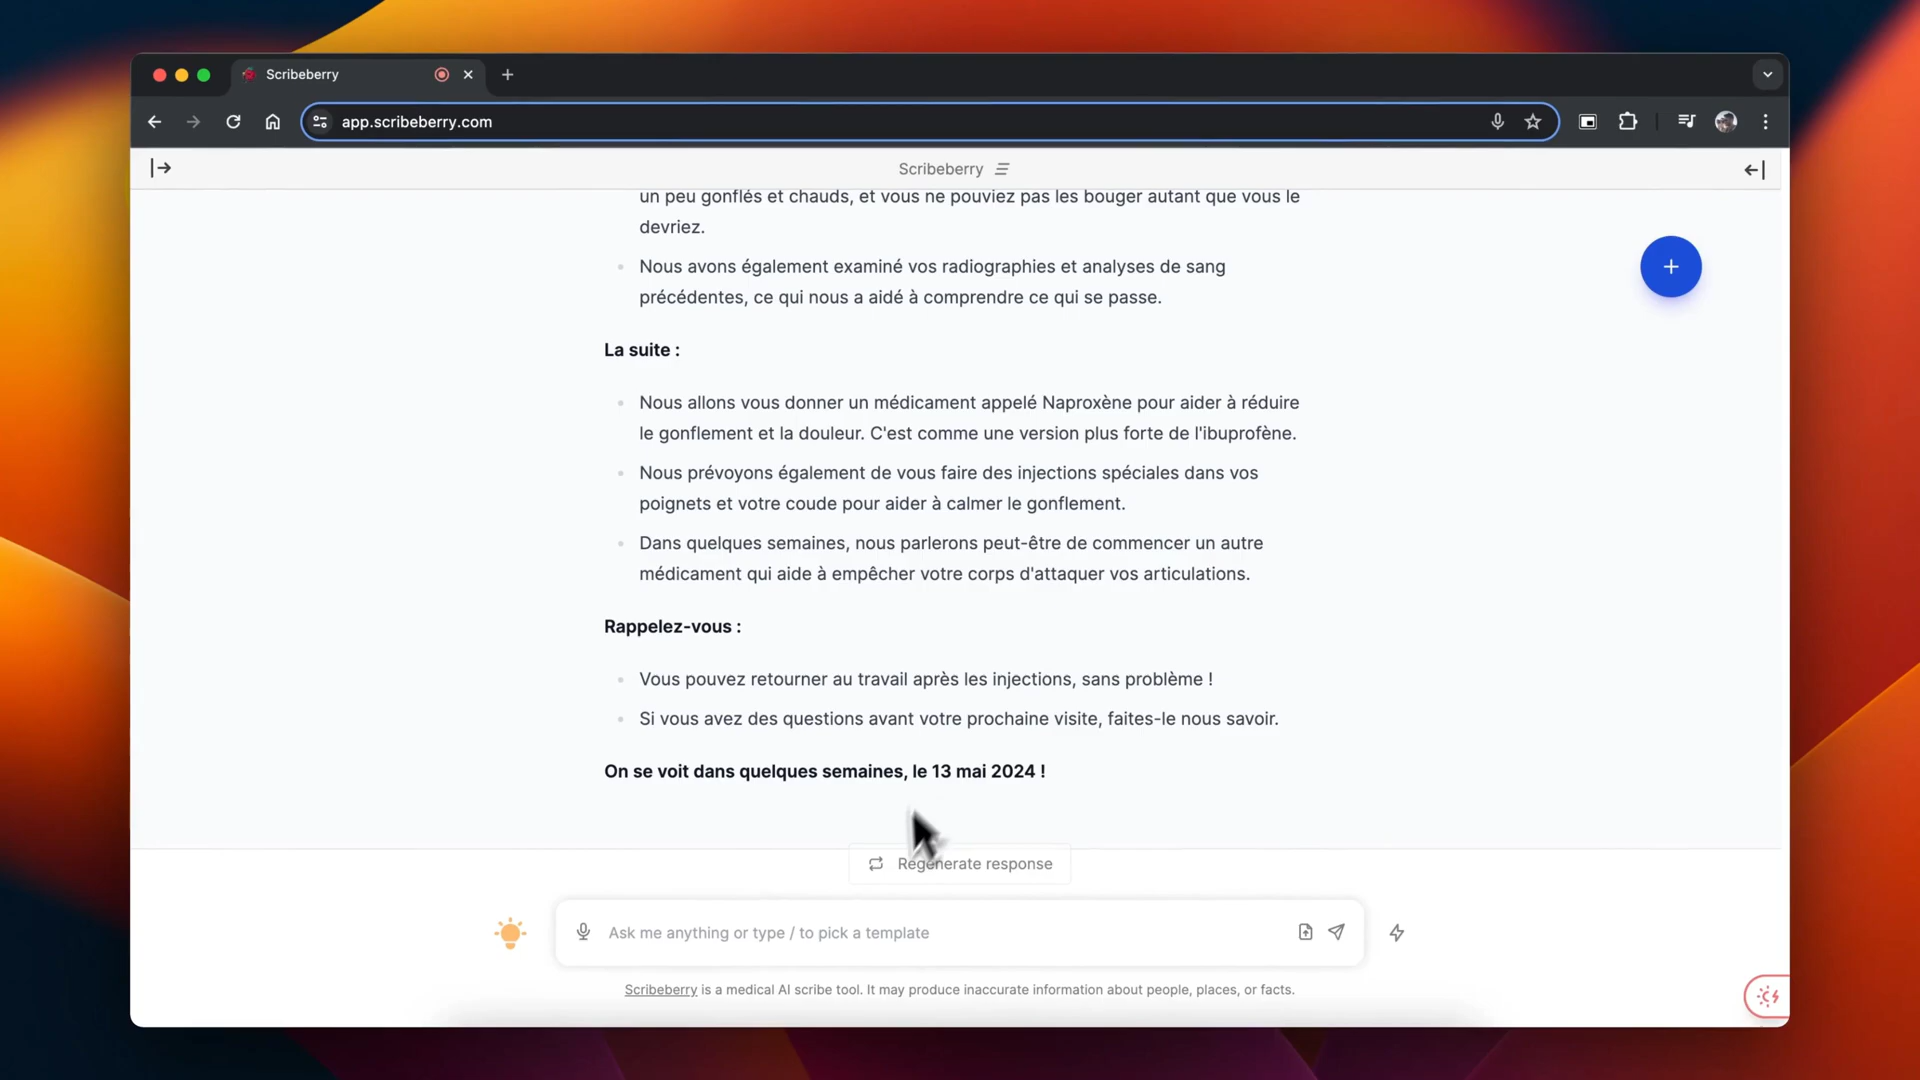 Scribeberry
app.scribeberry.com
Scribeberry
un peu gonflés et chauds, et vous ne pouviez pas les bouger autant que vous le
devriez.
Nous avons également examiné vos radiographies et analyses de sang
précédentes, ce qui nous a aidé à comprendre ce qui se passe.
La suite :
Nous allons vous donner un médicament appelé Naproxène pour aider à réduire
le gonflement et la douleur. C'est comme une version plus forte de l'ibuprofène.
Nous prévoyons également de vous faire des injections spéciales dans vos
poignets et votre coude pour aider à calmer le gonflement.
Dans quelques semaines, nous parlerons peut-être de commencer un autre
médicament qui aide à empêcher votre corps d'attaquer vos articulations.
Rappelez-vous :
Vous pouvez retourner au travail après les injections, sans problème !
Si vous avez des questions avant votre prochaine visite, faites-le nous savoir.
On se voit dans quelques semaines, le 13 mai 2024 !
Regenerate response
Ask me anything or type / to pick a template
Scribeberry is a medical AI scribe tool. It may produce inaccurate information about people, places, or facts.